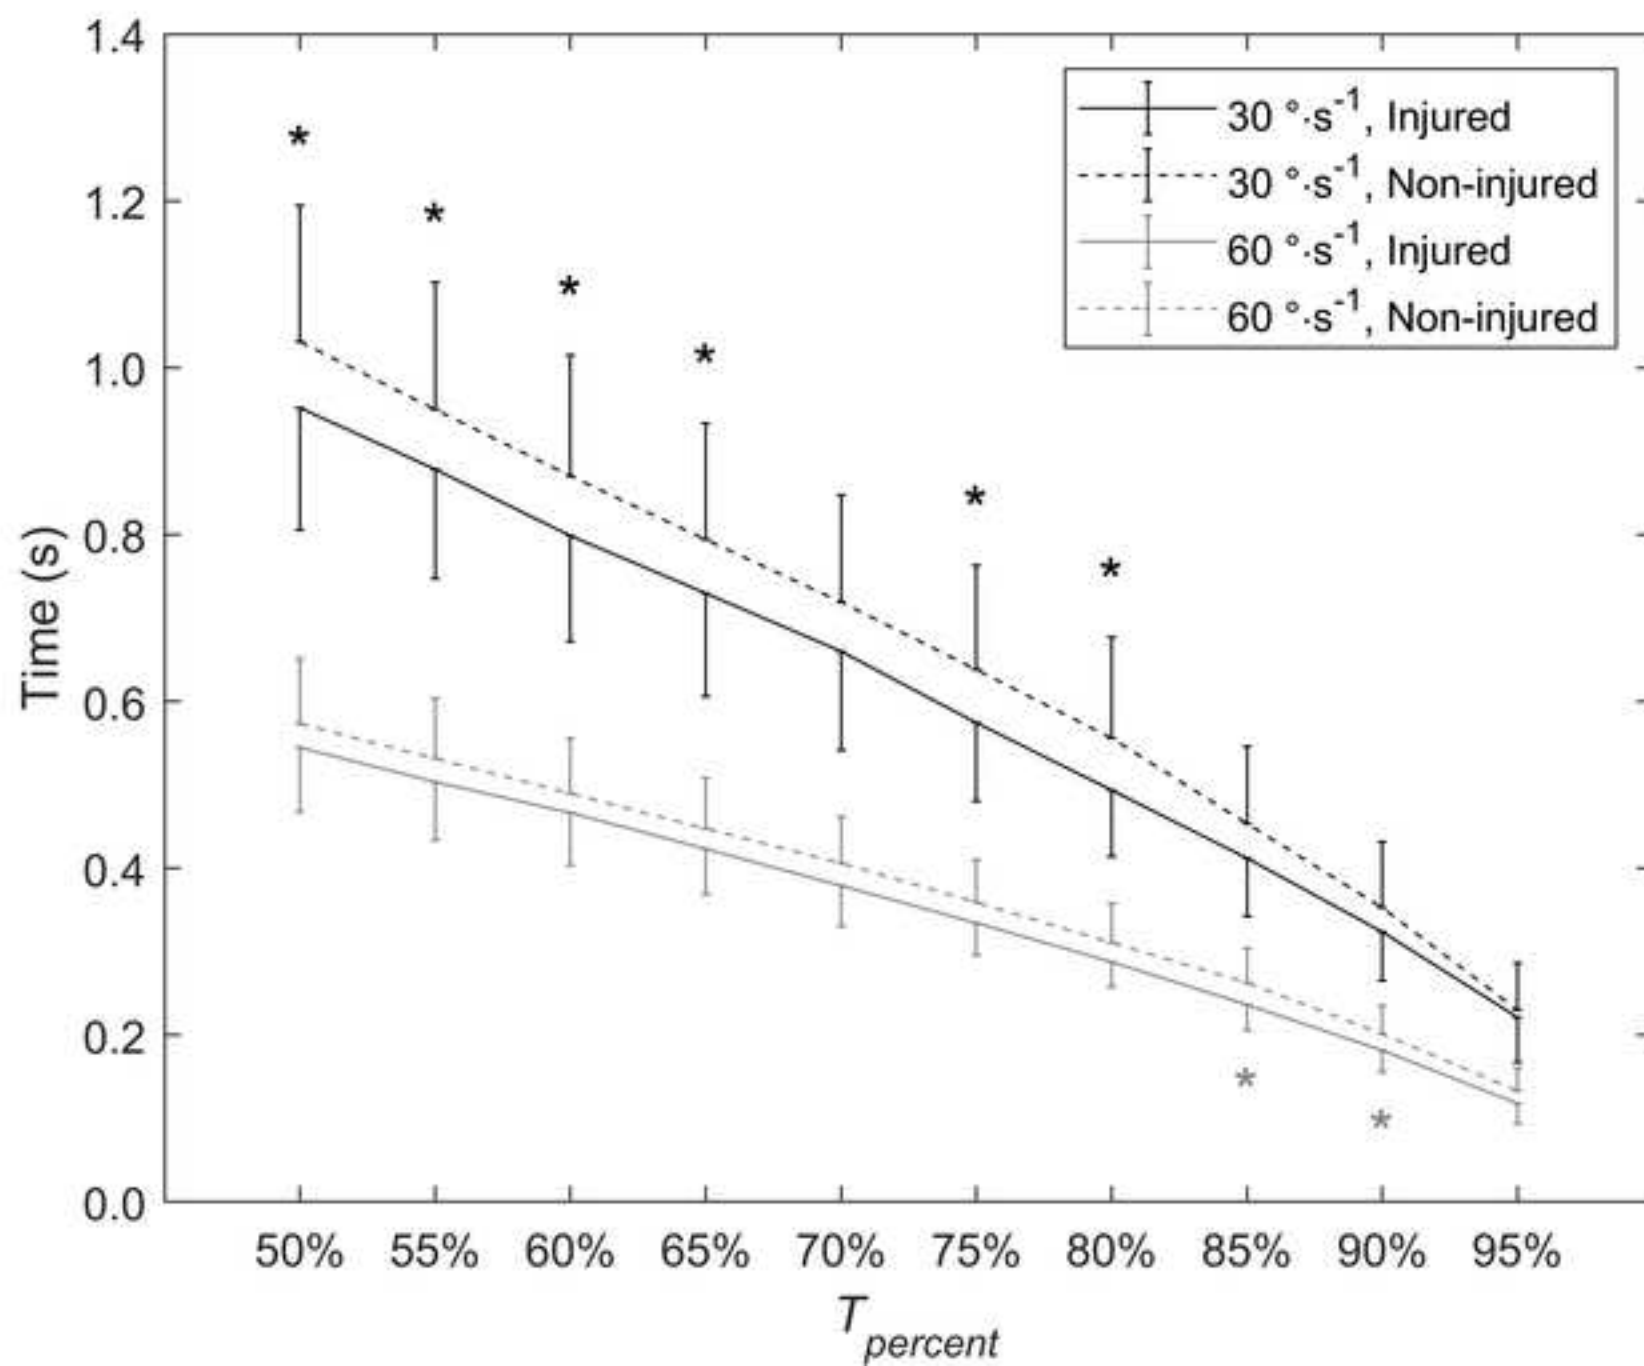 1.4
1.2
1.0
0.8
0.6
0.4
0.2
0.0
Time (s)
30 °·s⁻¹, Injured
30 °·s⁻¹, Non-injured
60 °·s⁻¹, Injured
60 °·s⁻¹, Non-injured
*
*
*
*
*
*
*
*
50% 55% 60% 65% 70% 75% 80% 85% 90% 95%
T percent